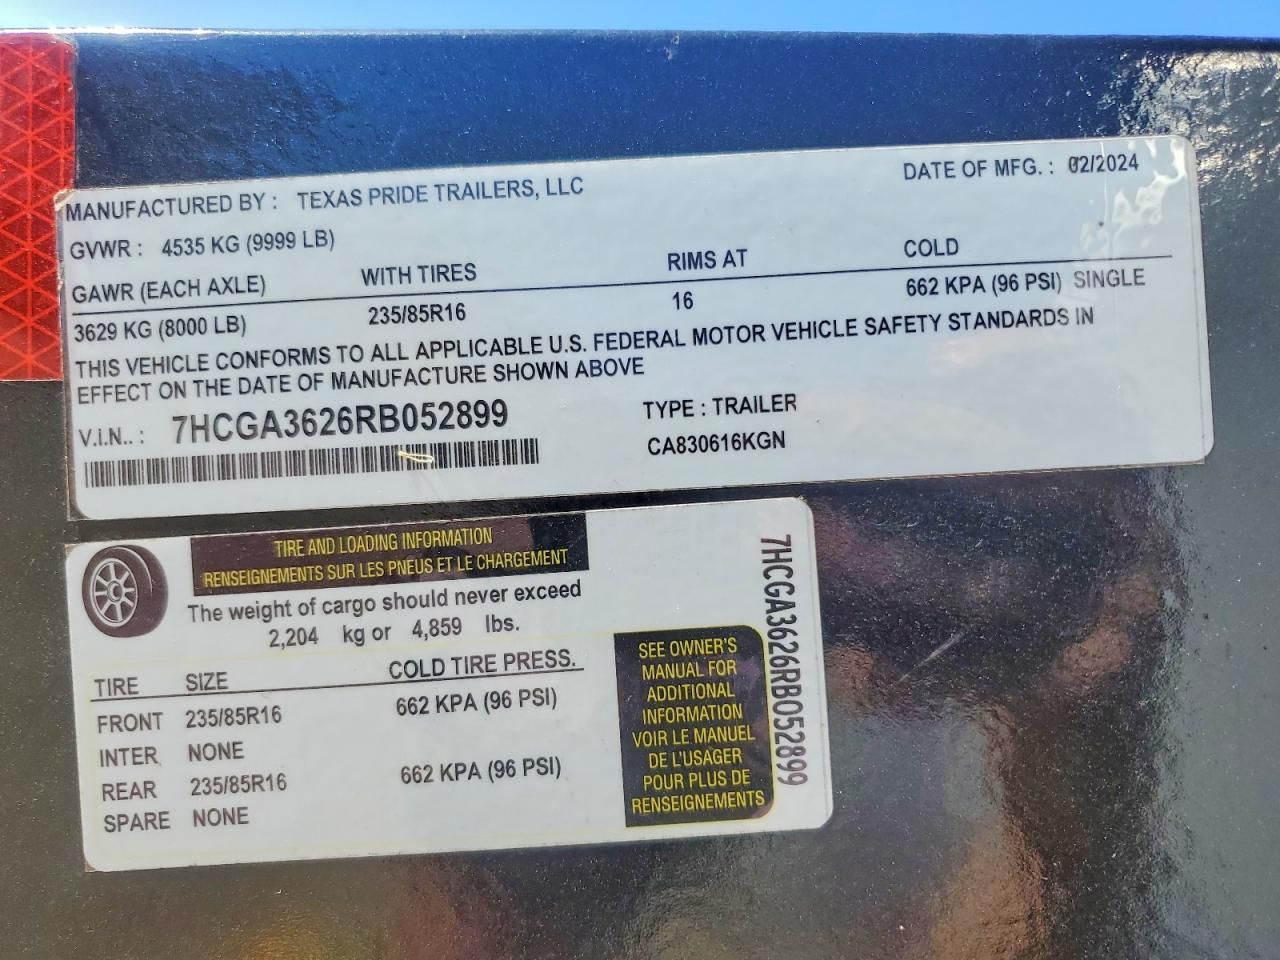 MANUFACTURED BY : TEXAS PRIDE TRAILERS, LLC DATE OF MFG. : 02/2024
GVWR : 4535 KG (9999 LB)
GAWR (EACH AXLE) WITH TIRES RIMS AT COLD
3629 KG (8000 LB) 235/85R16 16 662 KPA (96 PSI) SINGLE
THIS VEHICLE CONFORMS TO ALL APPLICABLE U.S. FEDERAL MOTOR VEHICLE SAFETY STANDARDS IN
EFFECT ON THE DATE OF MANUFACTURE SHOWN ABOVE
V.I.N.. : 7HCGA3626RB052899 TYPE : TRAILER
CA830616KGN
TIRE AND LOADING INFORMATION
RENSEIGNEMENTS SUR LES PNEUS ET LE CHARGEMENT
The weight of cargo should never exceed
2,204 kg or 4,859 lbs.
TIRE SIZE COLD TIRE PRESS.
FRONT 235/85R16 662 KPA (96 PSI)
INTER NONE
REAR 235/85R16 662 KPA (96 PSI)
SPARE NONE
SEE OWNER'S
MANUAL FOR
ADDITIONAL
INFORMATION
VOIR LE MANUEL
DE L'USAGER
POUR PLUS DE
RENSEIGNEMENTS
7HCGA3626RB052899